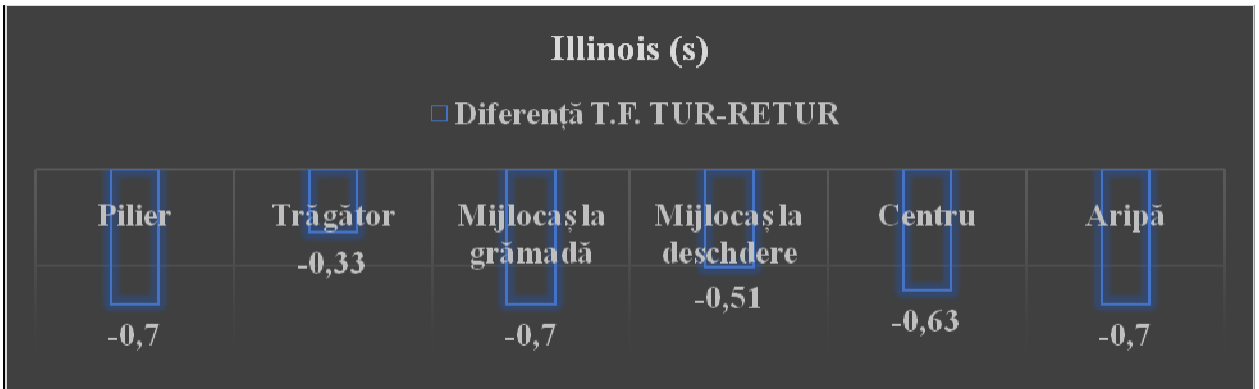 Illinois (s)
Diferență T.F. TUR-RETUR
Pilier
Trăgător
Mijlocaș la
grămadă
Mijlocaș la
deschdere
Centru
Aripă
-0,7
-0,33
-0,7
-0,51
-0,63
-0,7